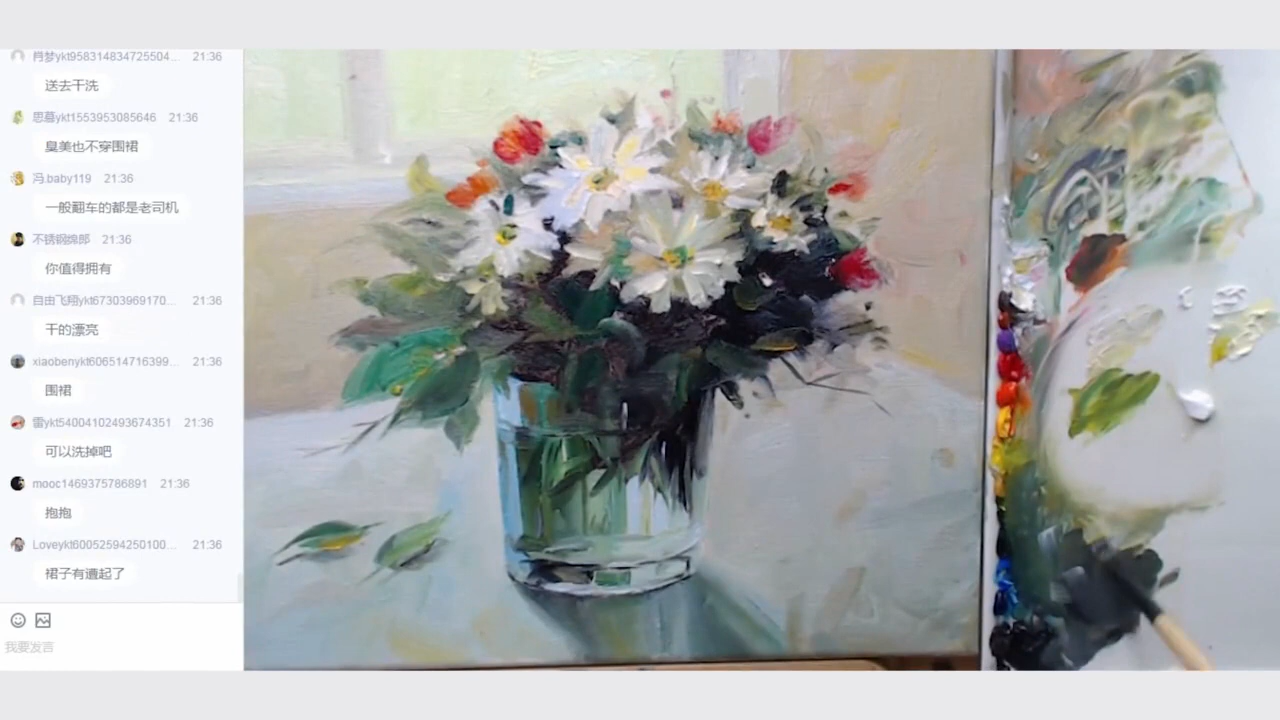 肖梦ykt958314834725504... 21:36
送去干洗
思慕ykt1553953085646 21:36
臭美也不穿围裙
冯.baby119 21:36
一般翻车的都是老司机
不锈钢熜郎 21:36
你值得拥有
自由飞翔ykt67303969170... 21:36
干的漂亮
xiaobenykt606514716399... 21:36
围裙
雷ykt54004102493674351 21:36
可以洗掉吧
mooc1469375786891 21:36
抱抱
Loveykt60052594250100... 21:36
裙子有遭起了
我要发言